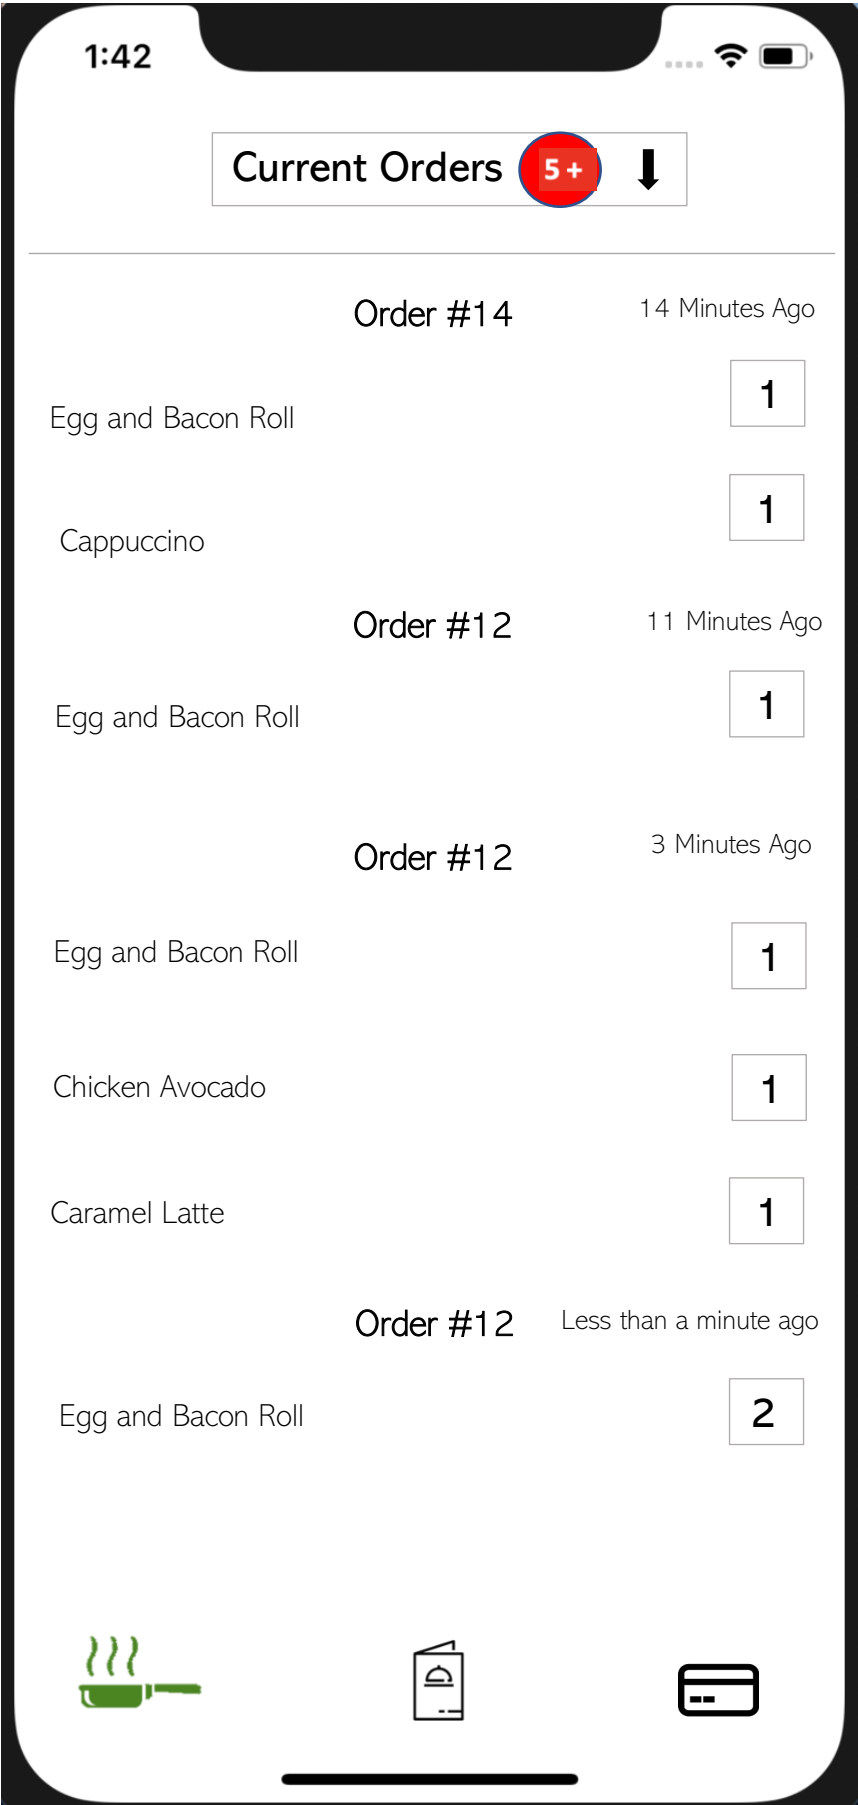 1:42
Current Orders 5+
Order #14 14 Minutes Ago
Egg and Bacon Roll 1
Cappuccino 1
Order #12 11 Minutes Ago
Egg and Bacon Roll 1
Order #12 3 Minutes Ago
Egg and Bacon Roll 1
Chicken Avocado 1
Caramel Latte 1
Order #12 Less than a minute ago
Egg and Bacon Roll 2